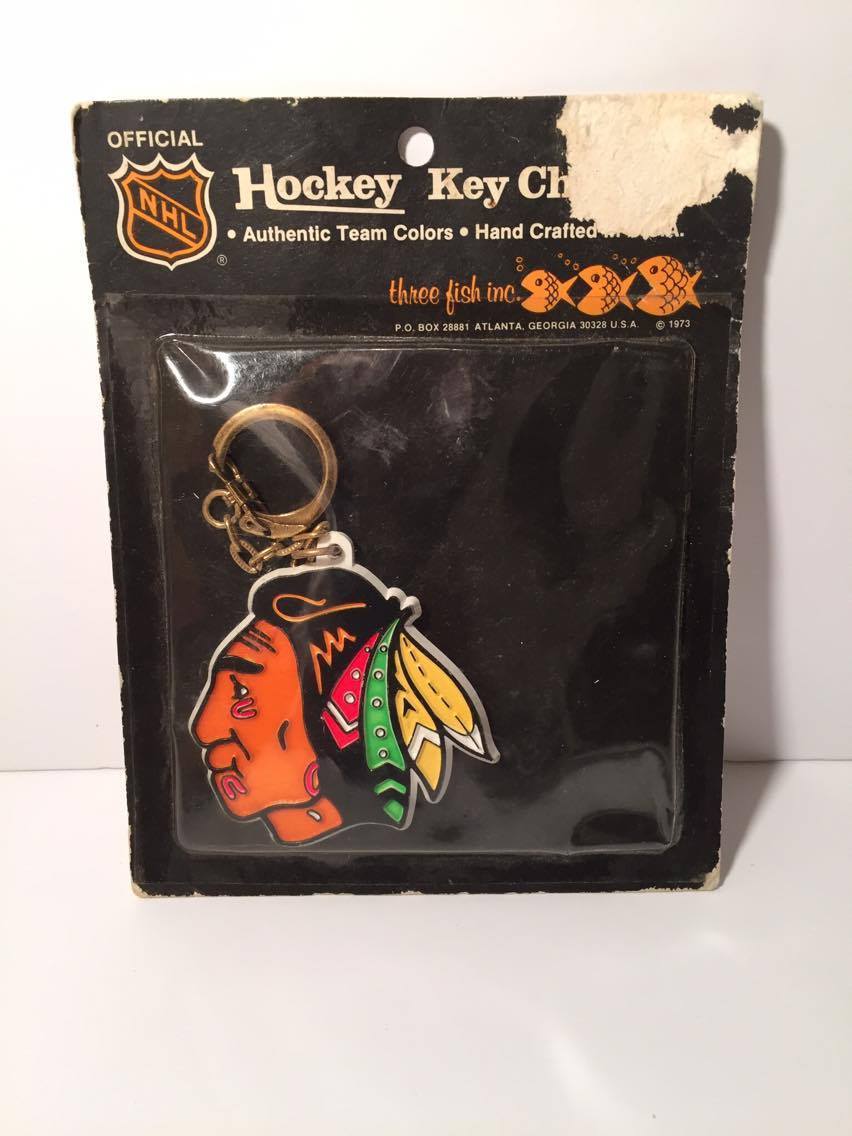 OFFICIAL
NHL
®
Hockey Key Ch
• Authentic Team Colors • Hand Crafted
three fish inc.
P.O. BOX 28881 ATLANTA, GEORGIA 30328 U.S.A. © 1973